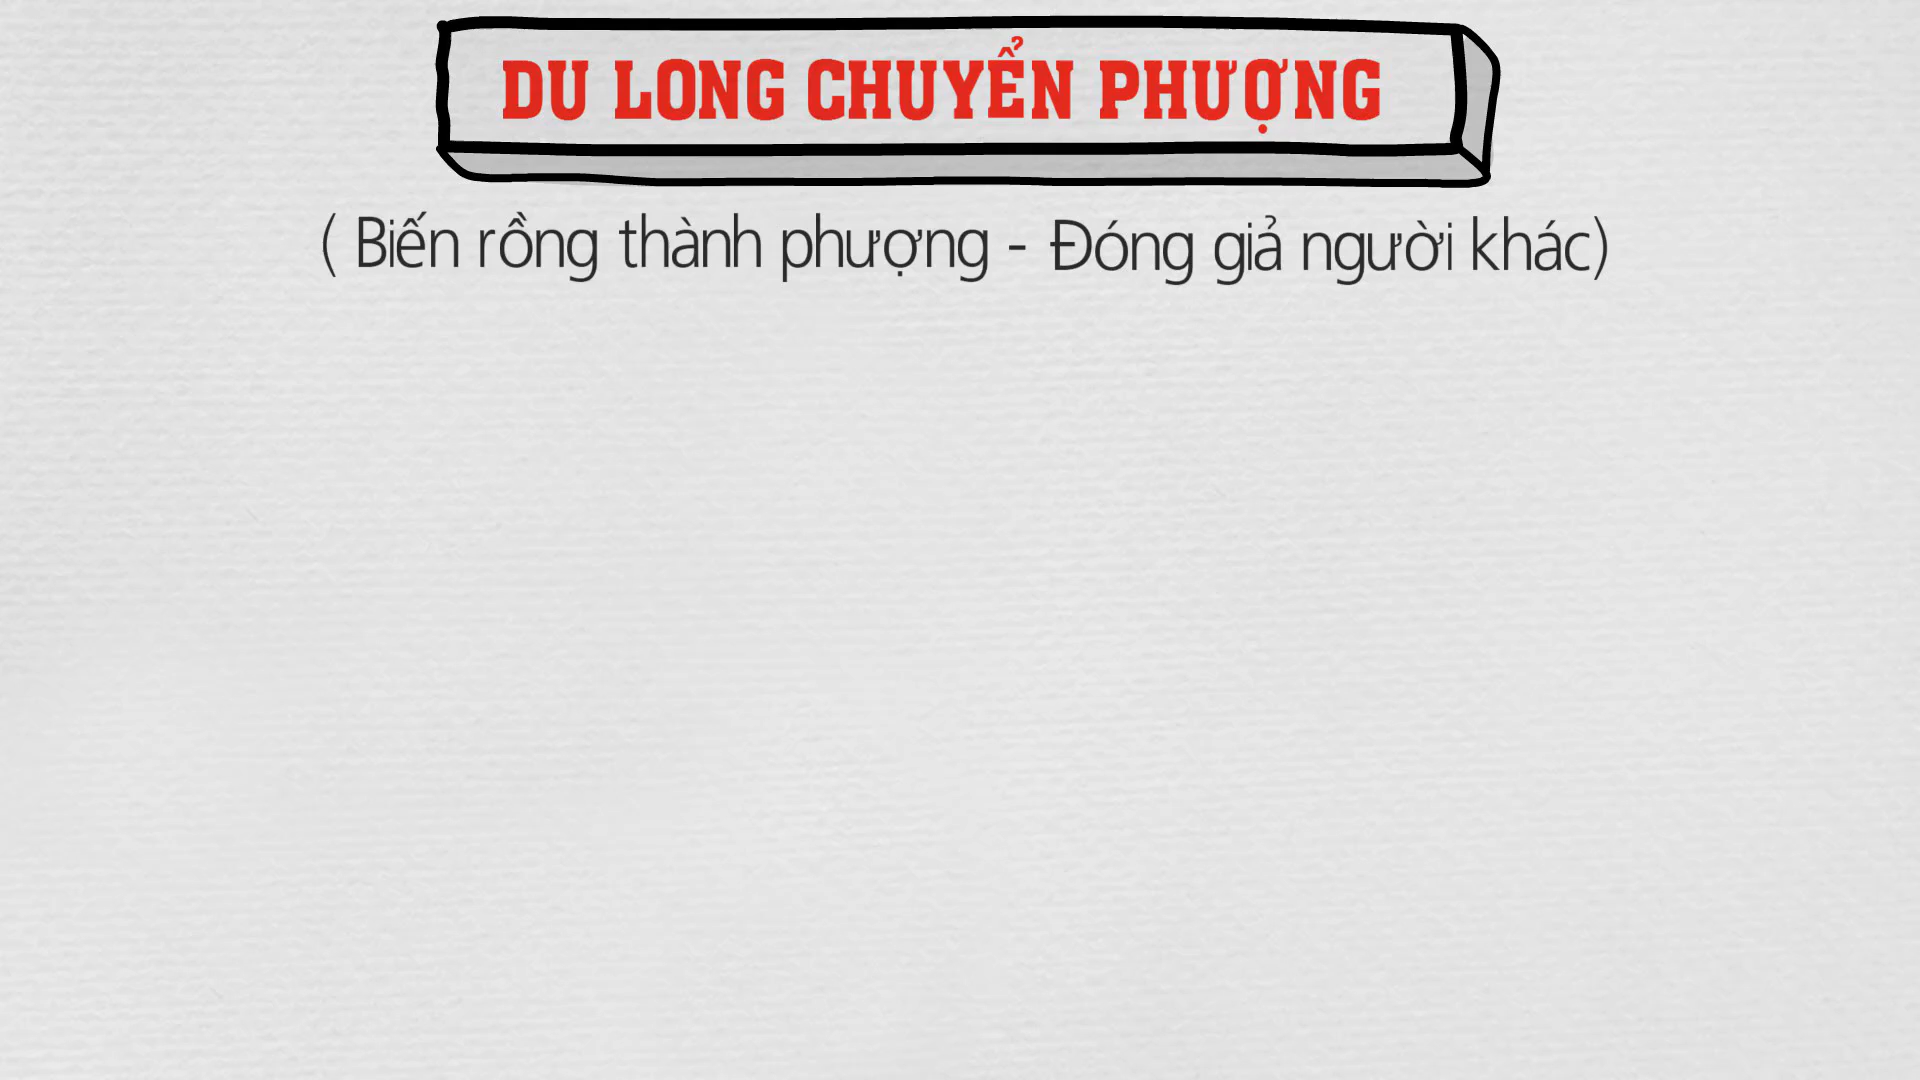 DU LONG CHUYỂN PHƯỢNG
( Biến rồng thành phượng - Đóng giả người khác)